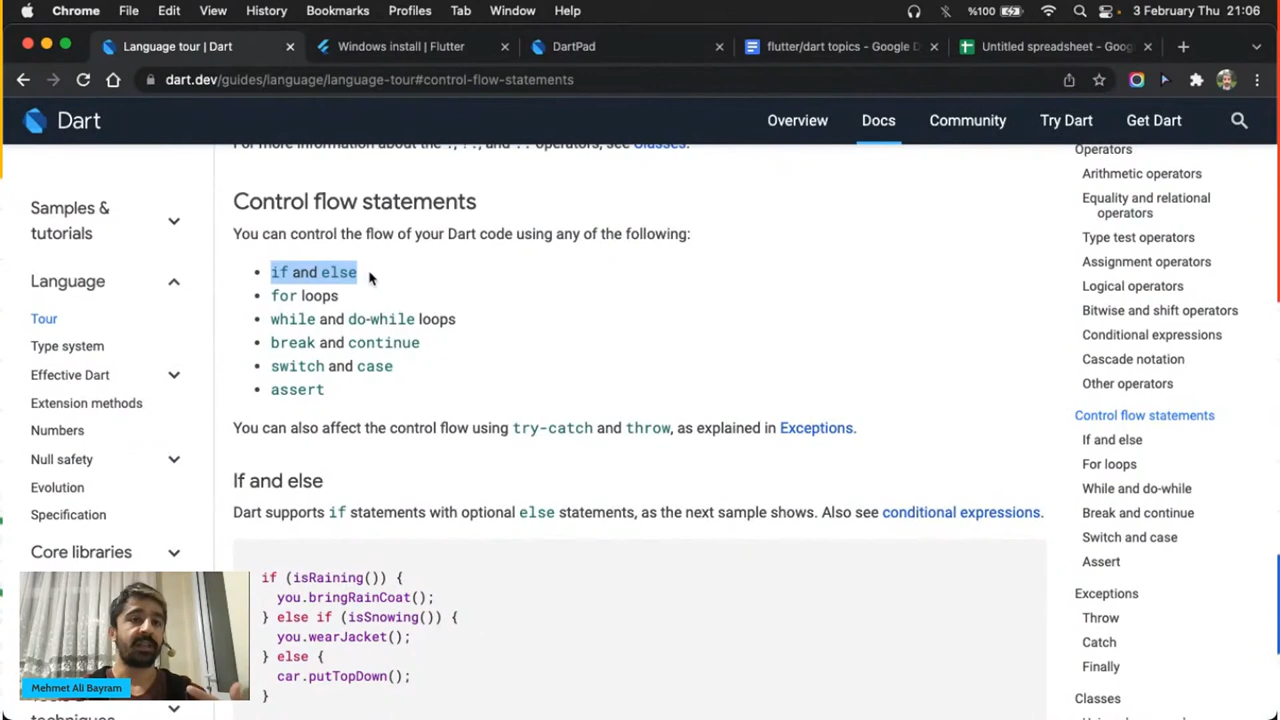 Chrome File Edit View History Bookmarks Profiles Tab Window Help %100 3 February Thu 21:06
Language tour | Dart
Windows install | Flutter
DartPad
flutter/dart topics - Google D
Untitled spreadsheet - Goog
dart.dev/guides/language/language-tour#control-flow-statements
Dart
Overview Docs Community Try Dart Get Dart
Samples &
tutorials
Language
Tour
Type system
Effective Dart
Extension methods
Numbers
Null safety
Evolution
Specification
Core libraries
techniques
For more information about the ., ?., and .. operators, see Classes.
Control flow statements
You can control the flow of your Dart code using any of the following:
• if and else
• for loops
• while and do-while loops
• break and continue
• switch and case
• assert
You can also affect the control flow using try-catch and throw, as explained in Exceptions.
If and else
Dart supports if statements with optional else statements, as the next sample shows. Also see conditional expressions.
if (isRaining()) {
you.bringRainCoat();
} else if (isSnowing()) {
you.wearJacket();
} else {
car.putTopDown();
}
Operators
Arithmetic operators
Equality and relational
operators
Type test operators
Assignment operators
Logical operators
Bitwise and shift operators
Conditional expressions
Cascade notation
Other operators
Control flow statements
If and else
For loops
While and do-while
Break and continue
Switch and case
Assert
Exceptions
Throw
Catch
Finally
Classes
Mehmet Ali Bayram